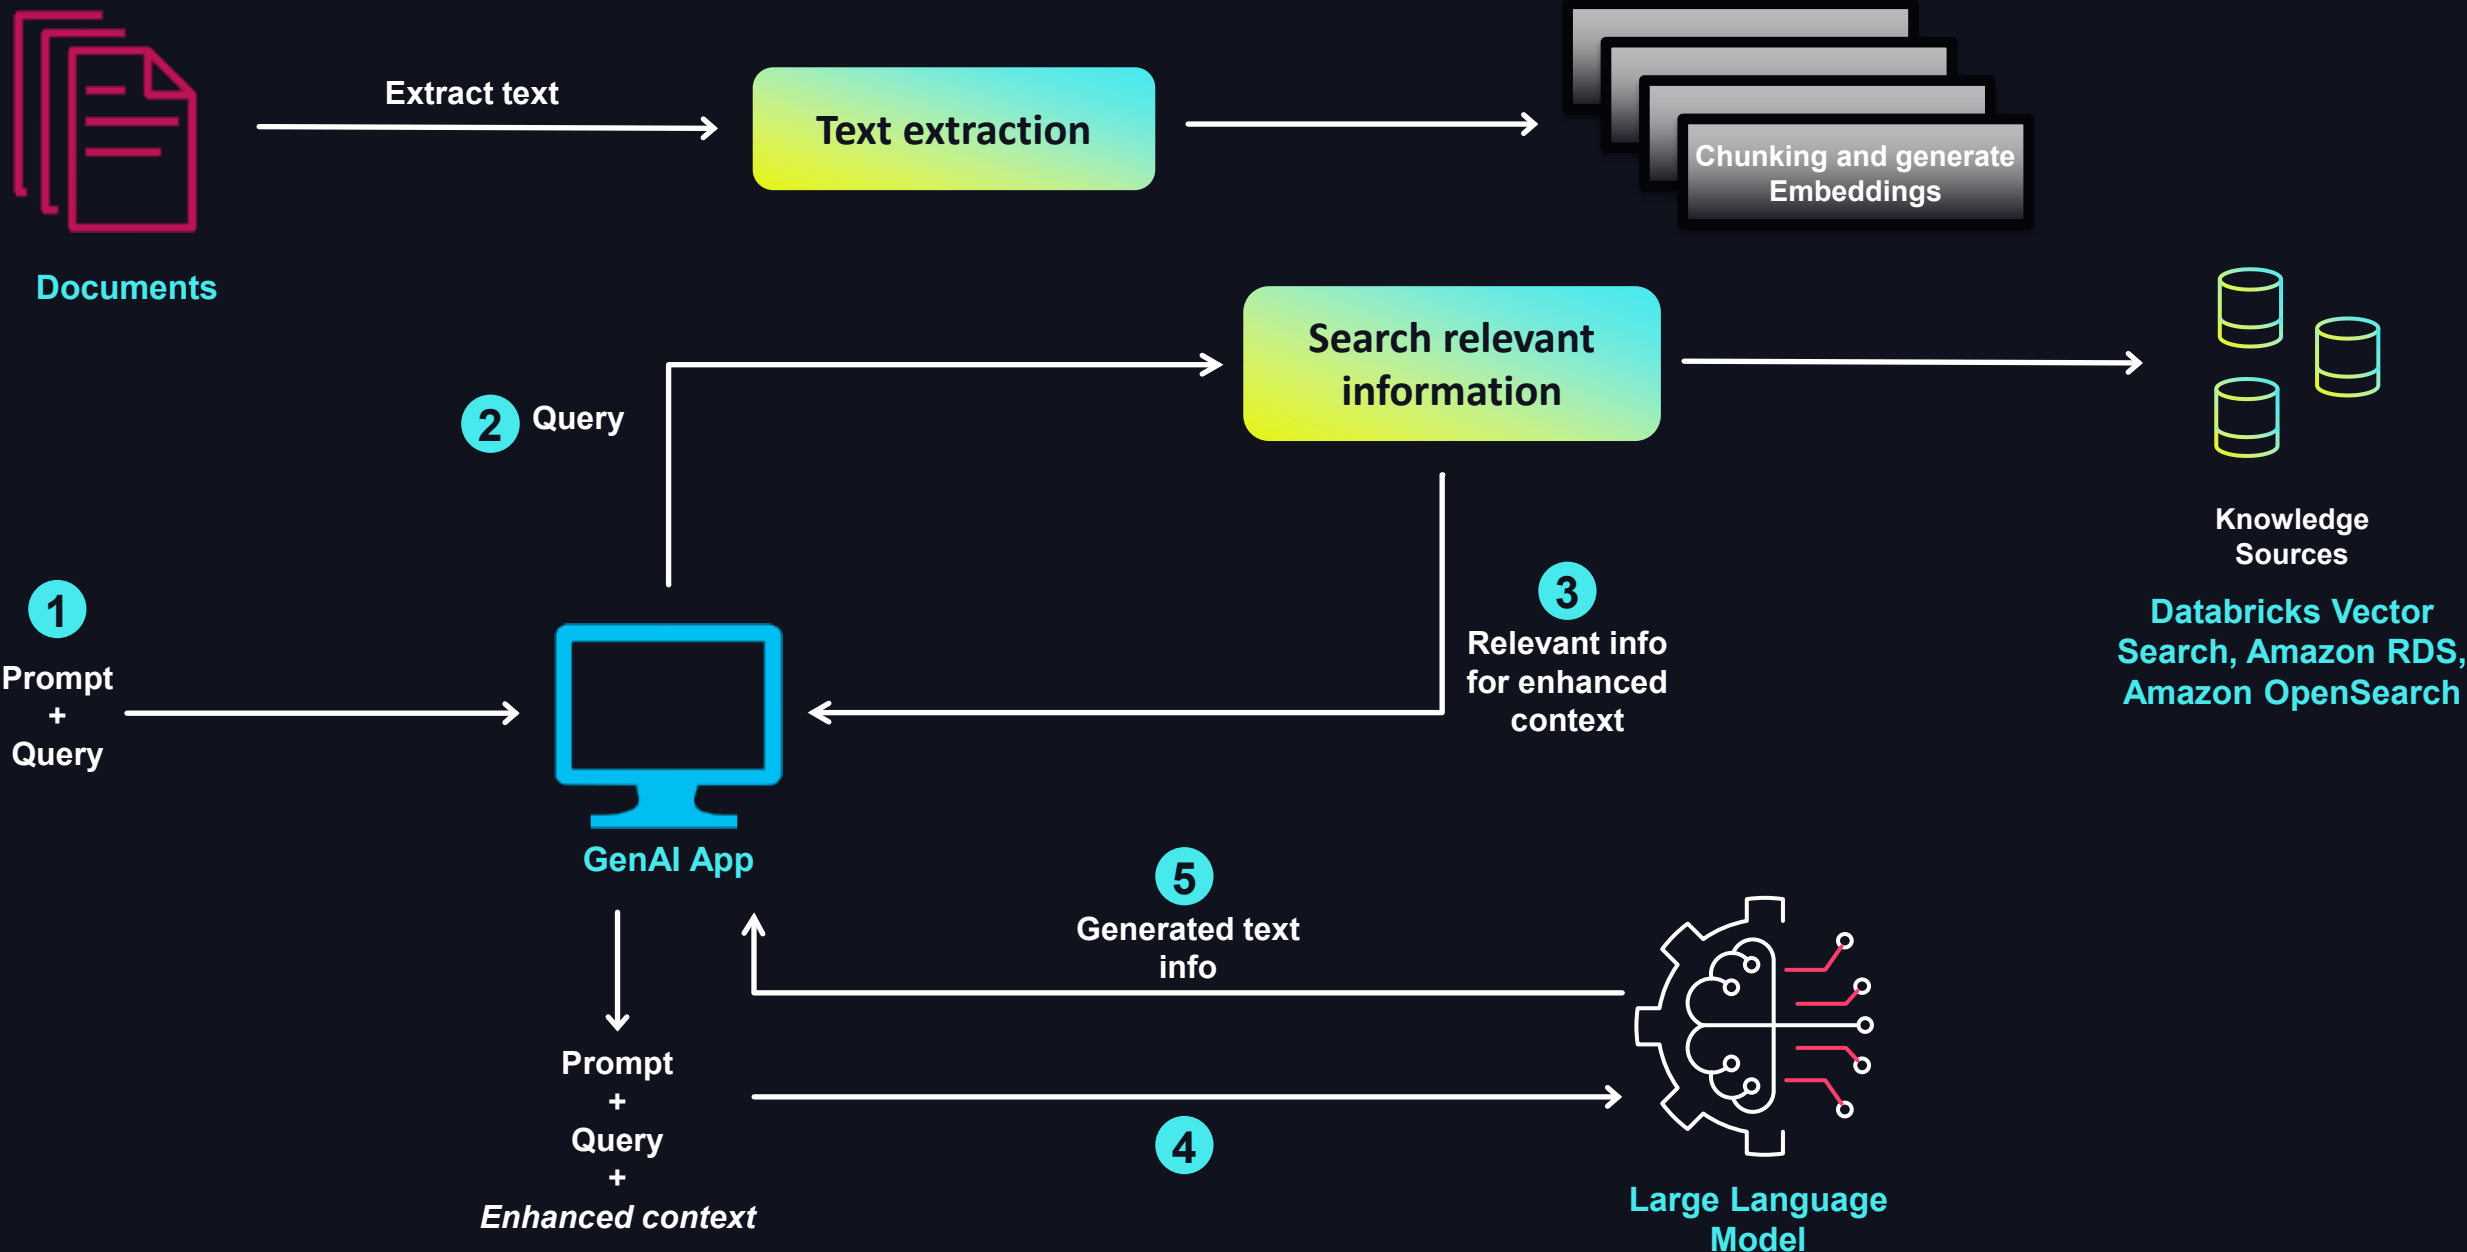 Extract text
Text extraction
Chunking and generate
Embeddings
Documents
Search relevant
information
2
Query
Knowledge
Sources
Databricks Vector
Search, Amazon RDS,
Amazon OpenSearch
1
Prompt
+
Query
3
Relevant info
for enhanced
context
GenAI App
5
Generated text
info
Prompt
+
Query
+
Enhanced context
4
Large Language
Model